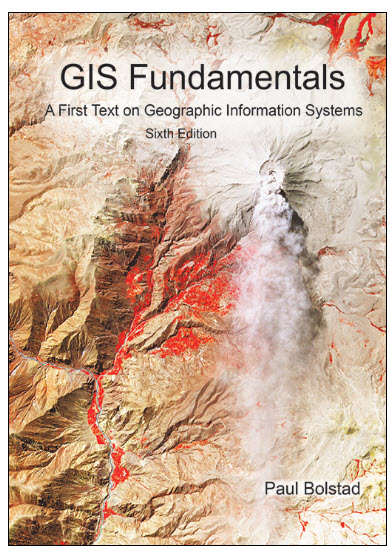 GIS Fundamentals
A First Text on Geographic Information Systems
Sixth Edition
Paul Bolstad